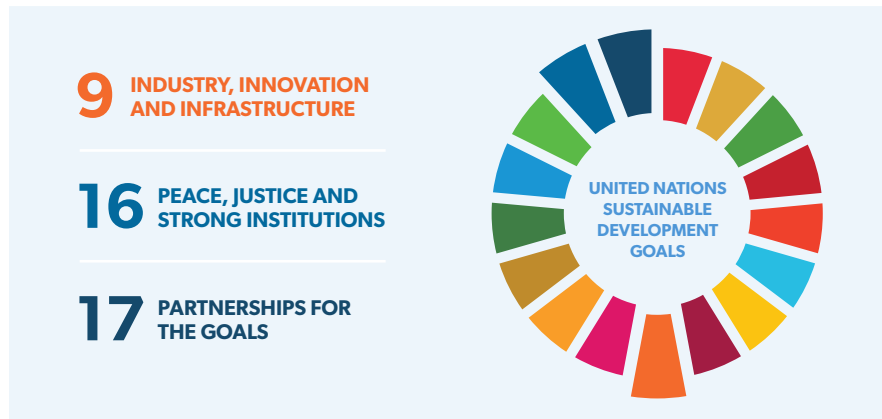 9
INDUSTRY, INNOVATION
AND INFRASTRUCTURE
16
PEACE, JUSTICE AND
STRONG INSTITUTIONS
17
PARTNERSHIPS FOR
THE GOALS
UNITED NATIONS
SUSTAINABLE
DEVELOPMENT
GOALS